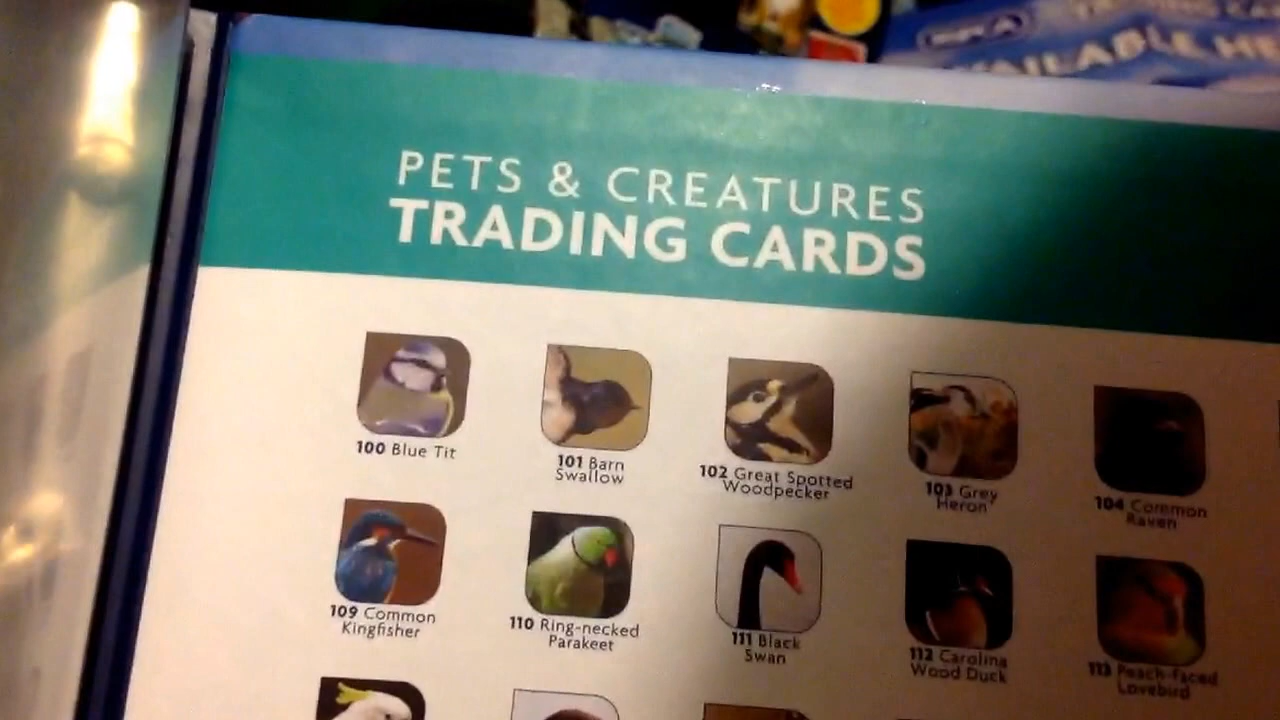 AILABLE HE
PETS & CREATURES
TRADING CARDS
100 Blue Tit
101 Barn
Swallow
102 Great Spotted
Woodpecker
103 Grey
Heron
104 Common
Raven
109 Common
Kingfisher
110 Ring-necked
Parakeet
111 Black
Swan
112 Carolina
Wood Duck
113 Peach-faced
Lovebird